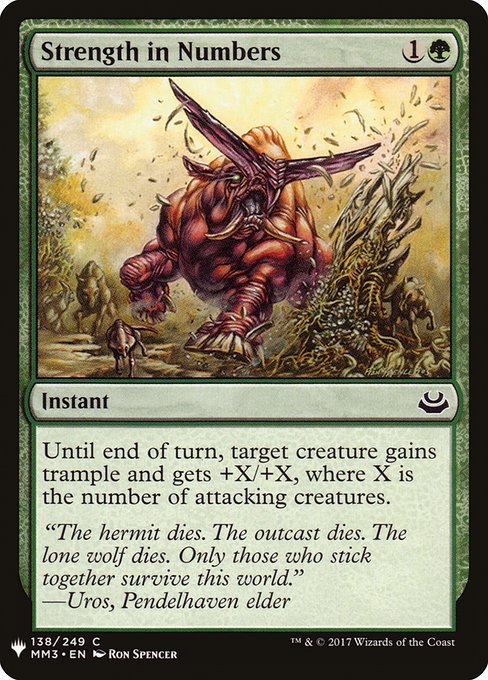 Strength in Numbers 1
Instant
Until end of turn, target creature gains
trample and gets +X/+X, where X is
the number of attacking creatures.
“The hermit dies. The outcast dies. The
lone wolf dies. Only those who stick
together survive this world.”
—Uros, Pendelhaven elder
138/249 C
MM3 • EN Ron Spencer
™ & © 2017 Wizards of the Coast